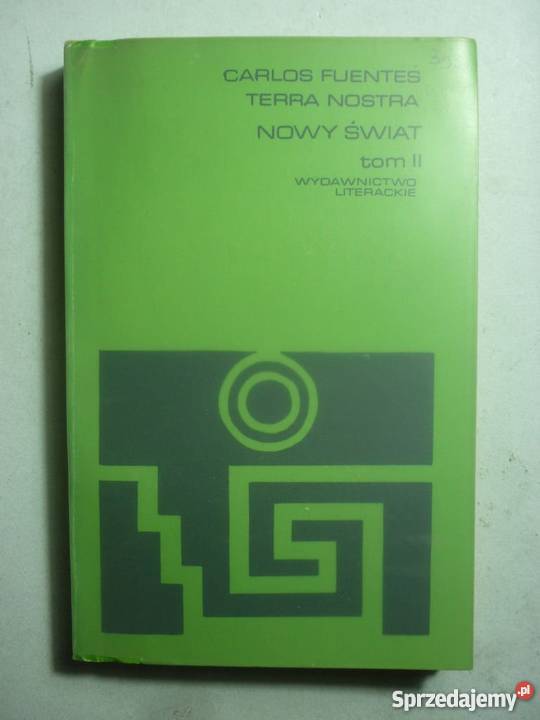 CARLOS FUENTES
TERRA NOSTRA
NOWY ŚWIAT
tom II
WYDAWNICTWO
LITERACKIE
Sprzedajemy.pl